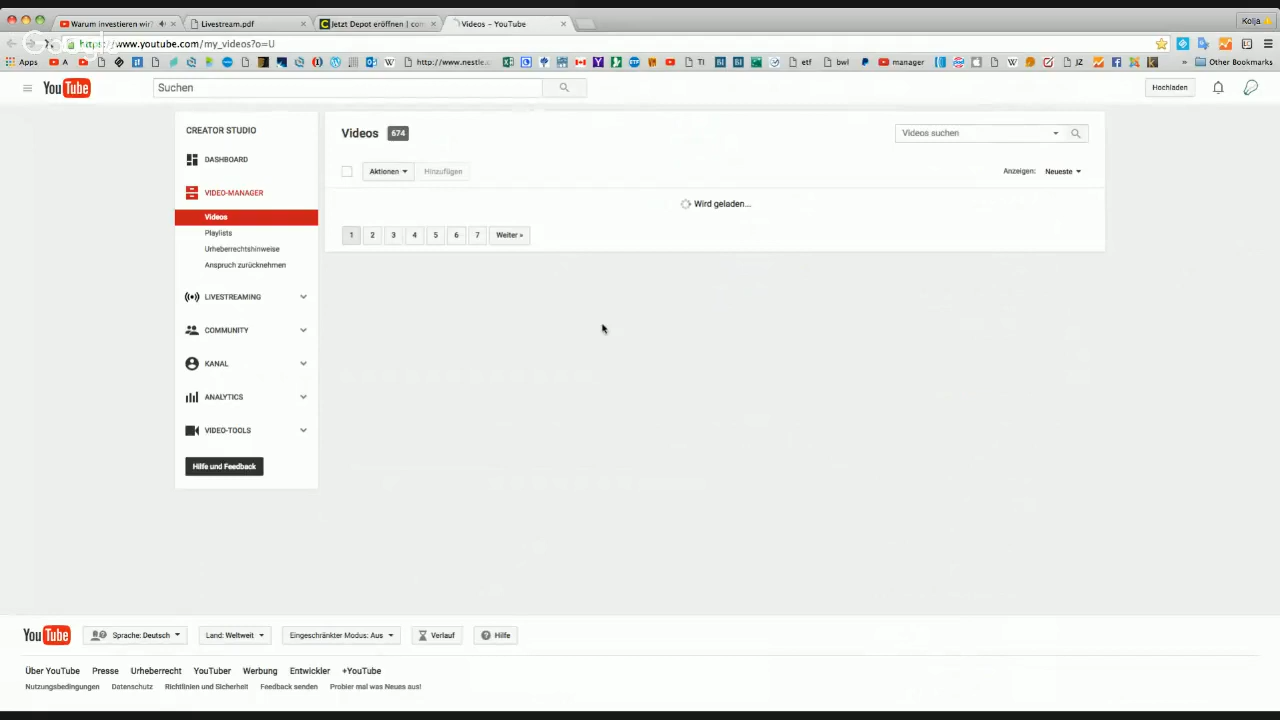 Warum investieren wir?
Livestream.pdf
Jetzt Depot eröffnen | com
Videos - YouTube
Kolja
Google
https://www.youtube.com/my_videos?o=U
Apps
A
W
http://www.nestle.c
TI
etf
bwl
manager
JZ
» Other Bookmarks
YouTube
Suchen
Hochladen
CREATOR STUDIO
DASHBOARD
VIDEO-MANAGER
Videos
Playlists
Urheberrechtshinweise
Anspruch zurücknehmen
LIVESTREAMING
COMMUNITY
KANAL
ANALYTICS
VIDEO-TOOLS
Hilfe und Feedback
Videos 674
Videos suchen
Aktionen
Hinzufügen
Anzeigen: Neueste
Wird geladen...
1 2 3 4 5 6 7 Weiter »
YouTube
Sprache: Deutsch
Land: Weltweit
Eingeschränkter Modus: Aus
Verlauf
Hilfe
Über YouTube Presse Urheberrecht YouTuber Werbung Entwickler +YouTube
Nutzungsbedingungen Datenschutz Richtlinien und Sicherheit Feedback senden Probier mal was Neues aus!